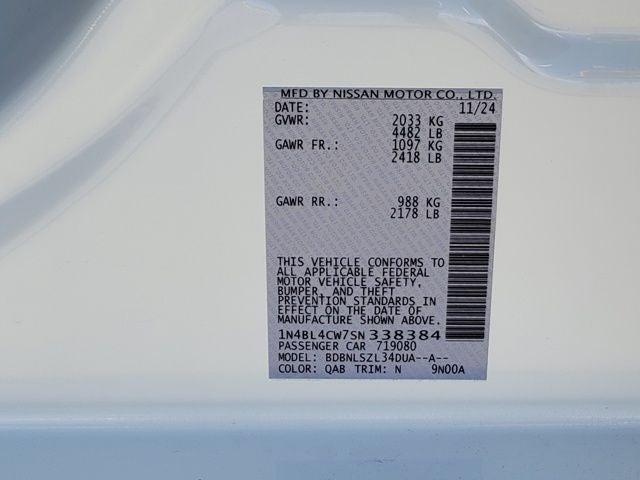 MFD BY NISSAN MOTOR CO., LTD.
DATE: 11/24
GVWR: 2033 KG
4482 LB
GAWR FR.: 1097 KG
2418 LB
GAWR RR.: 988 KG
2178 LB
THIS VEHICLE CONFORMS TO
ALL APPLICABLE FEDERAL
MOTOR VEHICLE SAFETY,
BUMPER, AND THEFT
PREVENTION STANDARDS IN
EFFECT ON THE DATE OF
MANUFACTURE SHOWN ABOVE.
1N4BL4CW7SN338384
PASSENGER CAR 719080
MODEL: BDBNLSZL34DUA--A--
COLOR: QAB TRIM: N 9N00A